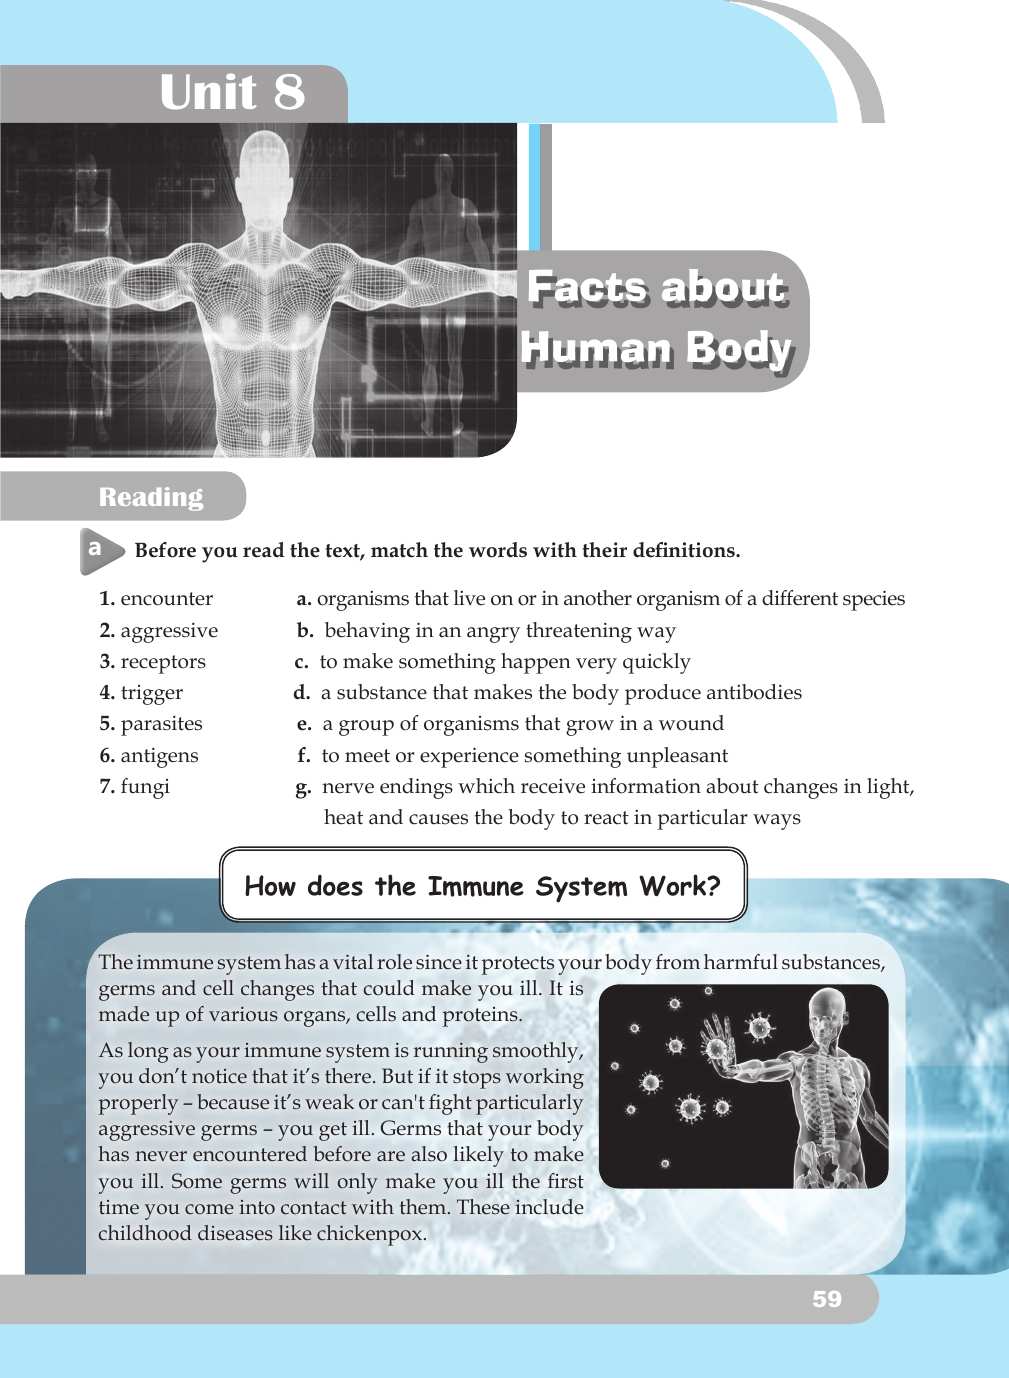 Unit 8
Facts about
Human Body
Reading
a Before you read the text, match the words with their definitions.
1. encounter a. organisms that live on or in another organism of a different species
2. aggressive b. behaving in an angry threatening way
3. receptors c. to make something happen very quickly
4. trigger d. a substance that makes the body produce antibodies
5. parasites e. a group of organisms that grow in a wound
6. antigens f. to meet or experience something unpleasant
7. fungi g. nerve endings which receive information about changes in light,
heat and causes the body to react in particular ways
How does the Immune System Work?
The immune system has a vital role since it protects your body from harmful substances,
germs and cell changes that could make you ill. It is
made up of various organs, cells and proteins.
As long as your immune system is running smoothly,
you don’t notice that it’s there. But if it stops working
properly – because it’s weak or can't fight particularly
aggressive germs – you get ill. Germs that your body
has never encountered before are also likely to make
you ill. Some germs will only make you ill the first
time you come into contact with them. These include
childhood diseases like chickenpox.
59